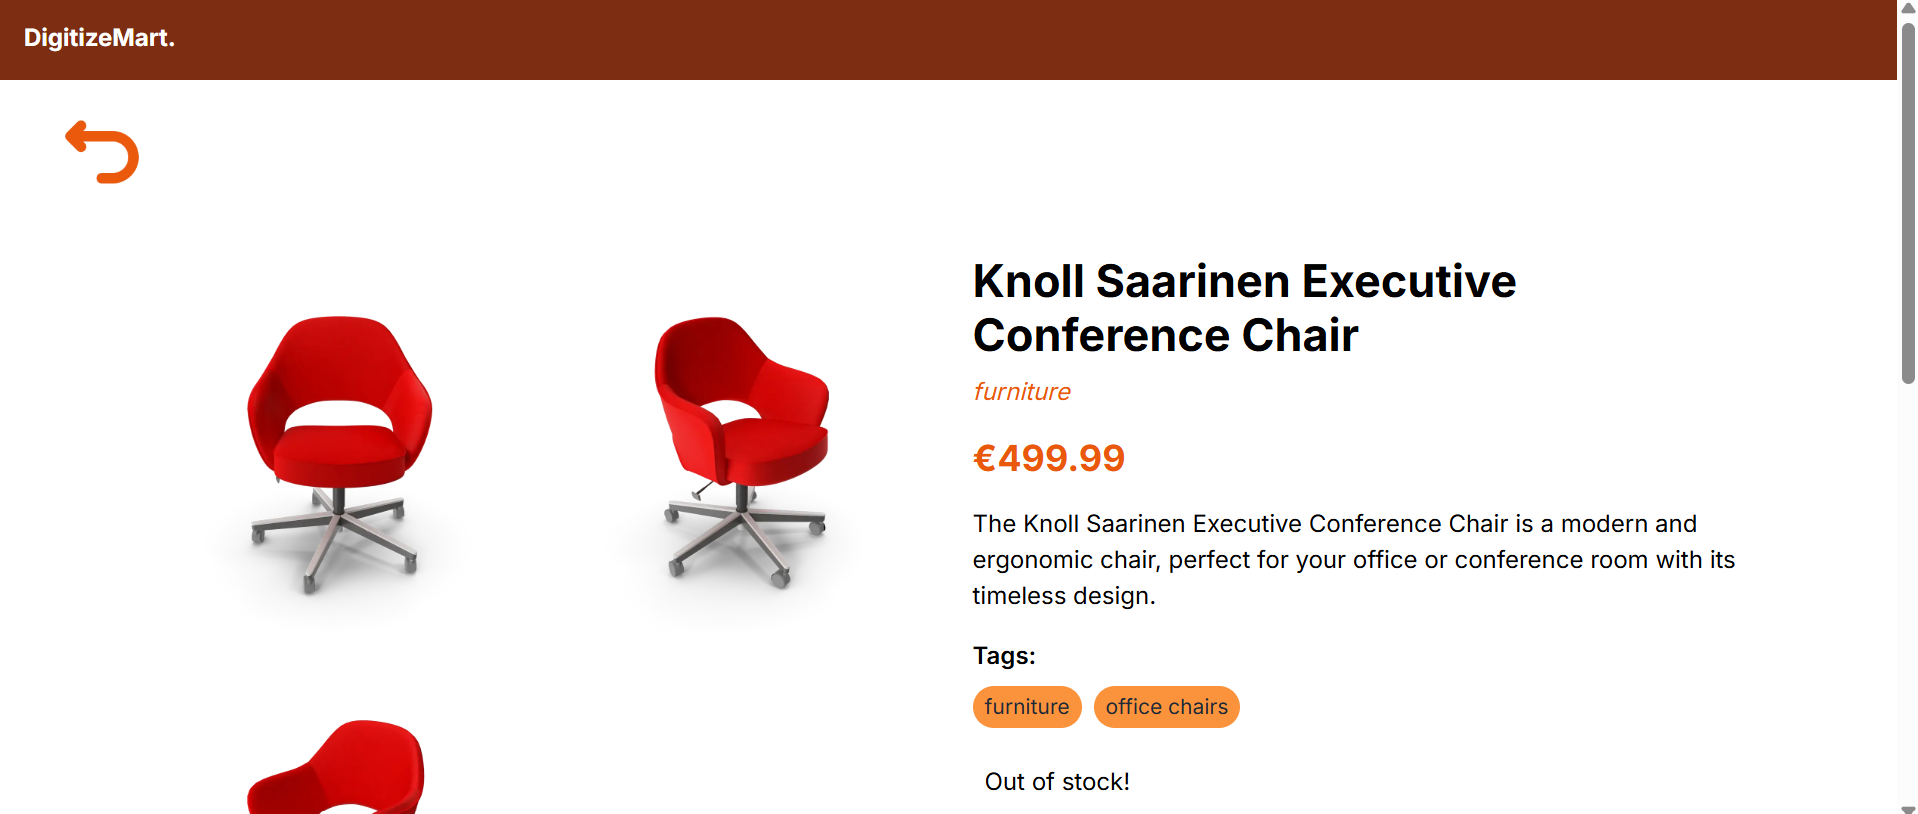 DigitizeMart.
Knoll Saarinen Executive
Conference Chair
furniture
€499.99
The Knoll Saarinen Executive Conference Chair is a modern and
ergonomic chair, perfect for your office or conference room with its
timeless design.
Tags:
furniture office chairs
Out of stock!